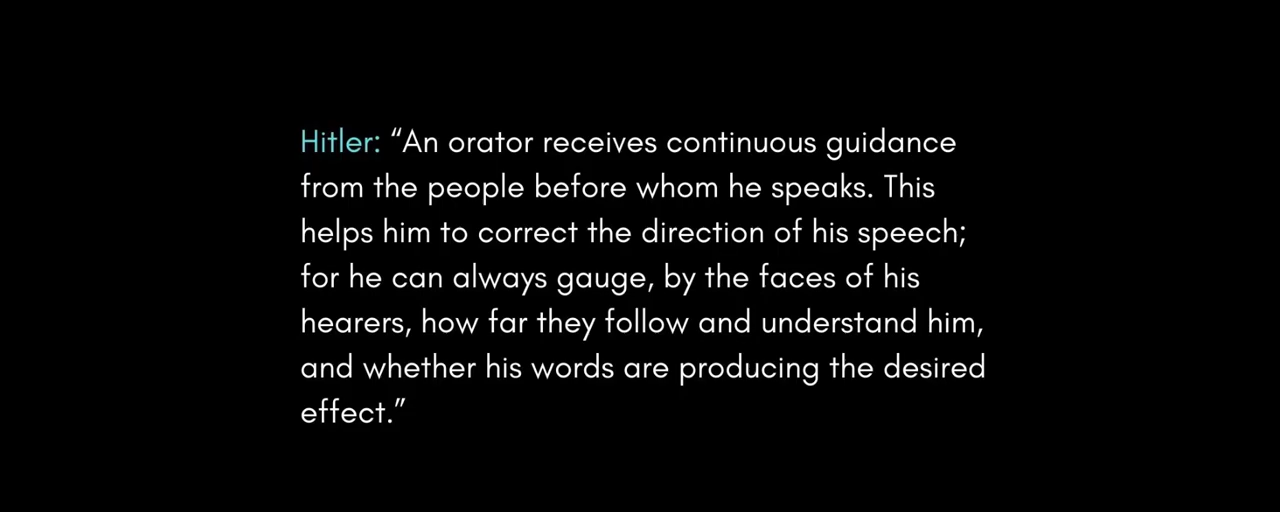 Hitler: “An orator receives continuous guidance
from the people before whom he speaks. This
helps him to correct the direction of his speech;
for he can always gauge, by the faces of his
hearers, how far they follow and understand him,
and whether his words are producing the desired
effect.”